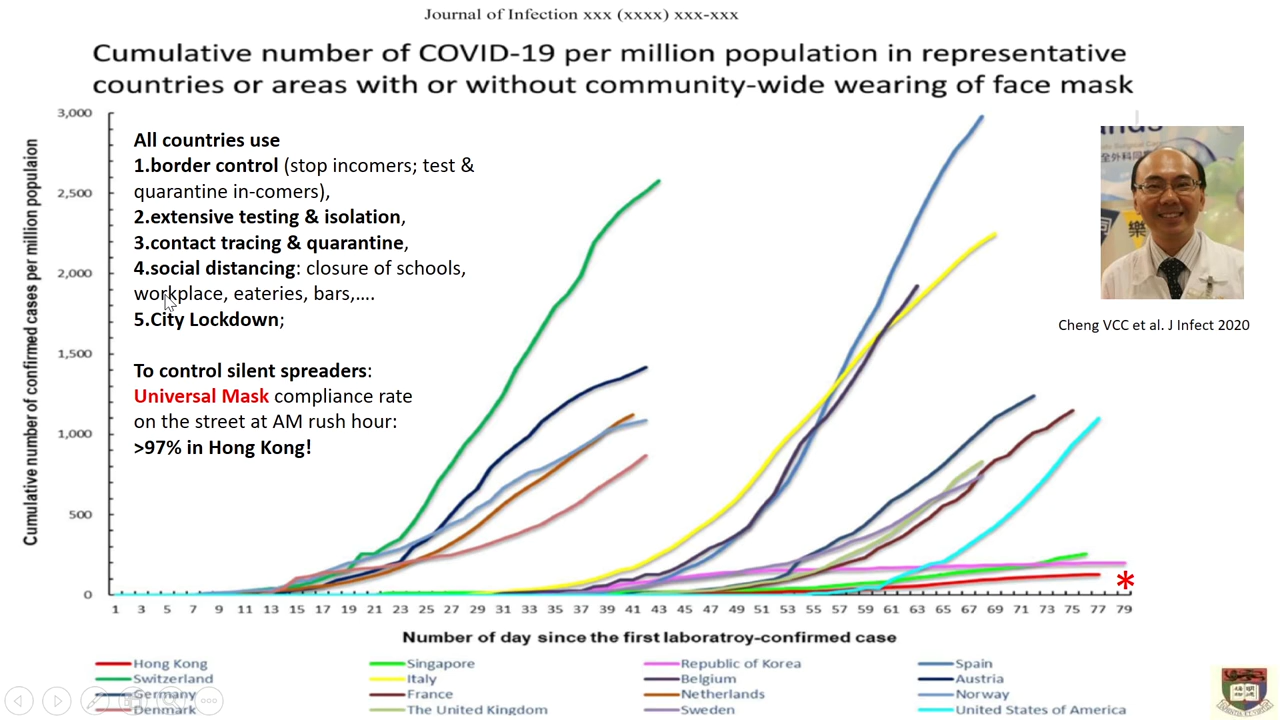 Journal of Infection xxx (xxxx) xxx-xxx
Cumulative number of COVID-19 per million population in representative
countries or areas with or without community-wide wearing of face mask
Cumulative number of confirmed cases per million populaion
3,000
2,500
2,000
1,500
1,000
500
0
All countries use
1.border control (stop incomers; test &
quarantine in-comers),
2.extensive testing & isolation,
3.contact tracing & quarantine,
4.social distancing: closure of schools,
workplace, eateries, bars,....
5.City Lockdown;
To control silent spreaders:
Universal Mask compliance rate
on the street at AM rush hour:
>97% in Hong Kong!
全外科同
樂
Cheng VCC et al. J Infect 2020
*
1 3 5 7 9 11 13 15 17 19 21 23 25 27 29 31 33 35 37 39 41 43 45 47 49 51 53 55 57 59 61 63 65 67 69 71 73 75 77 79
Number of day since the first laboratroy-confirmed case
Hong Kong Singapore Republic of Korea Spain
Switzerland Italy Belgium Austria
Germany France Netherlands Norway
Denmark The United Kingdom Sweden United States of America